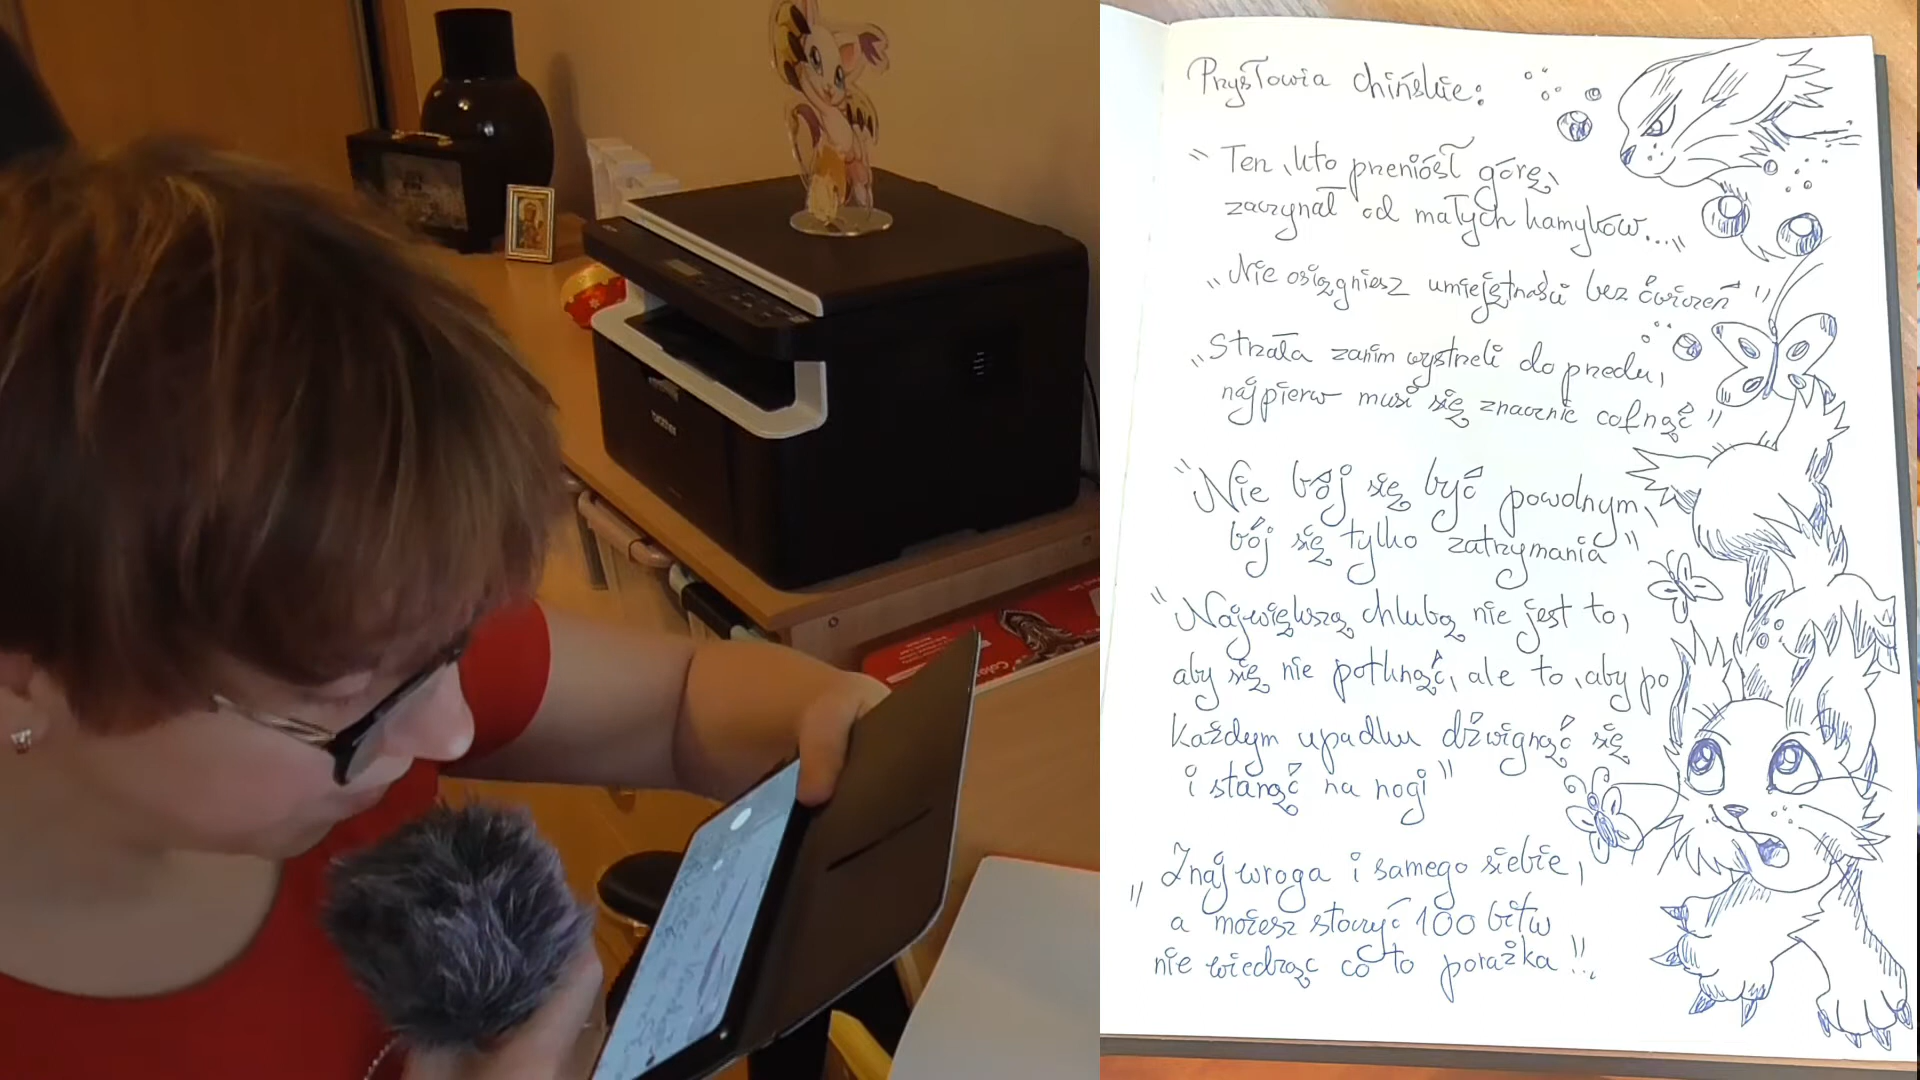 brother
Przysłowia chińskie:
"Ten, kto przeniósł górę,
zaczynał od małych kamyków..."
"Nie osiągniesz umiejętności bez ćwiczeń"
"Strzała zanim wystrzeli do przodu,
najpierw musi się znacznie cofnąć"
"Nie bój się być powolnym,
bój się tylko zatrzymania"
"Największą chlubą nie jest to,
aby się nie potknąć, ale to, aby po
każdym upadku dźwignąć się
i stanąć na nogi"
"Znaj wroga i samego siebie,
a możesz stoczyć 100 bitw
nie wiedząc co to porażka!"